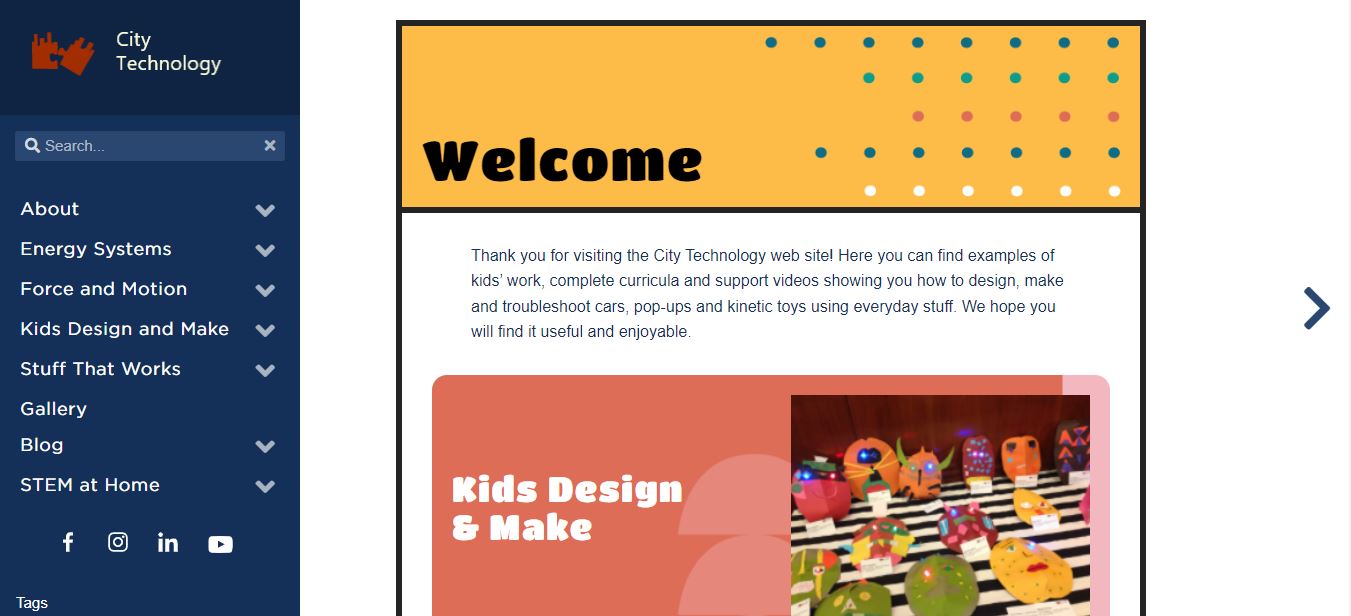 City
Technology
Search...
About
Energy Systems
Force and Motion
Kids Design and Make
Stuff That Works
Gallery
Blog
STEM at Home
Tags
Welcome
Thank you for visiting the City Technology web site! Here you can find examples of
kids’ work, complete curricula and support videos showing you how to design, make
and troubleshoot cars, pop-ups and kinetic toys using everyday stuff. We hope you
will find it useful and enjoyable.
Kids Design
& Make